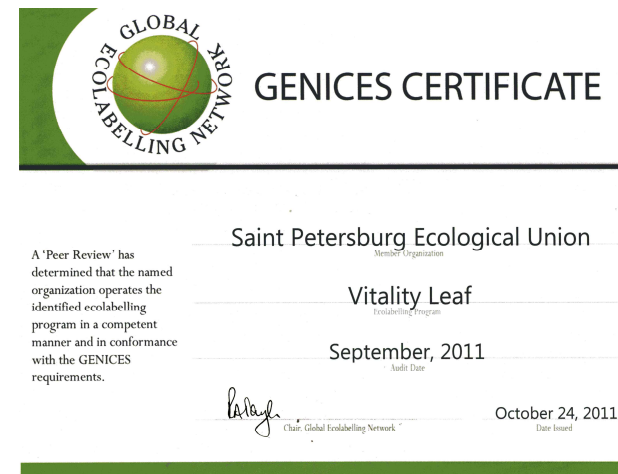 GLOBAL ECOLABELLING NETWORK
GENICES CERTIFICATE
A 'Peer Review' has
determined that the named
organization operates the
identified ecolabelling
program in a competent
manner and in conformance
with the GENICES
requirements.
Saint Petersburg Ecological Union
Member Organization
Vitality Leaf
Ecolabelling Program
September, 2011
Audit Date
Chair, Global Ecolabelling Network
October 24, 2011
Date Issued